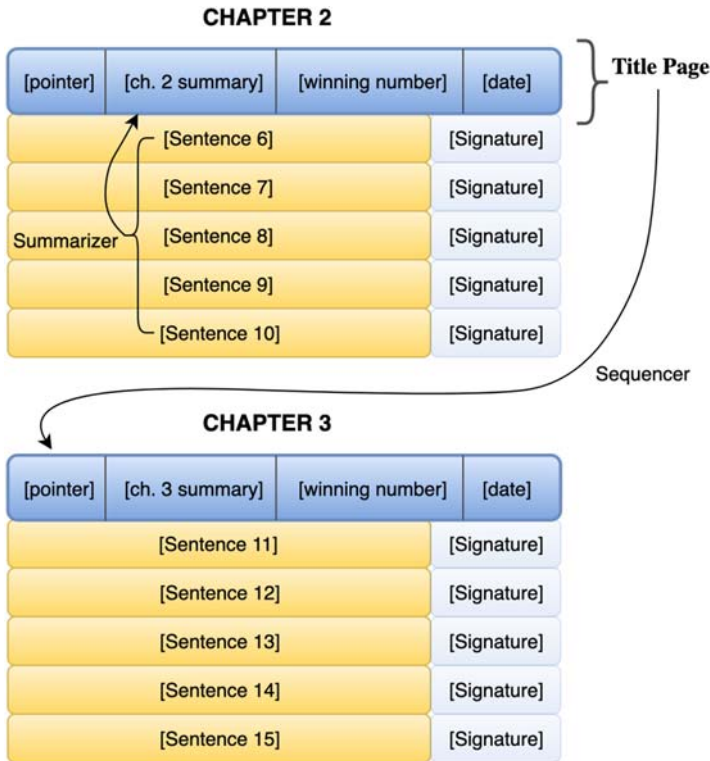 CHAPTER 2
[pointer] [ch. 2 summary] [winning number] [date] Title Page
[Sentence 6] [Signature]
[Sentence 7] [Signature]
Summarizer [Sentence 8] [Signature]
[Sentence 9] [Signature]
[Sentence 10] [Signature]
Sequencer
CHAPTER 3
[pointer] [ch. 3 summary] [winning number] [date]
[Sentence 11] [Signature]
[Sentence 12] [Signature]
[Sentence 13] [Signature]
[Sentence 14] [Signature]
[Sentence 15] [Signature]